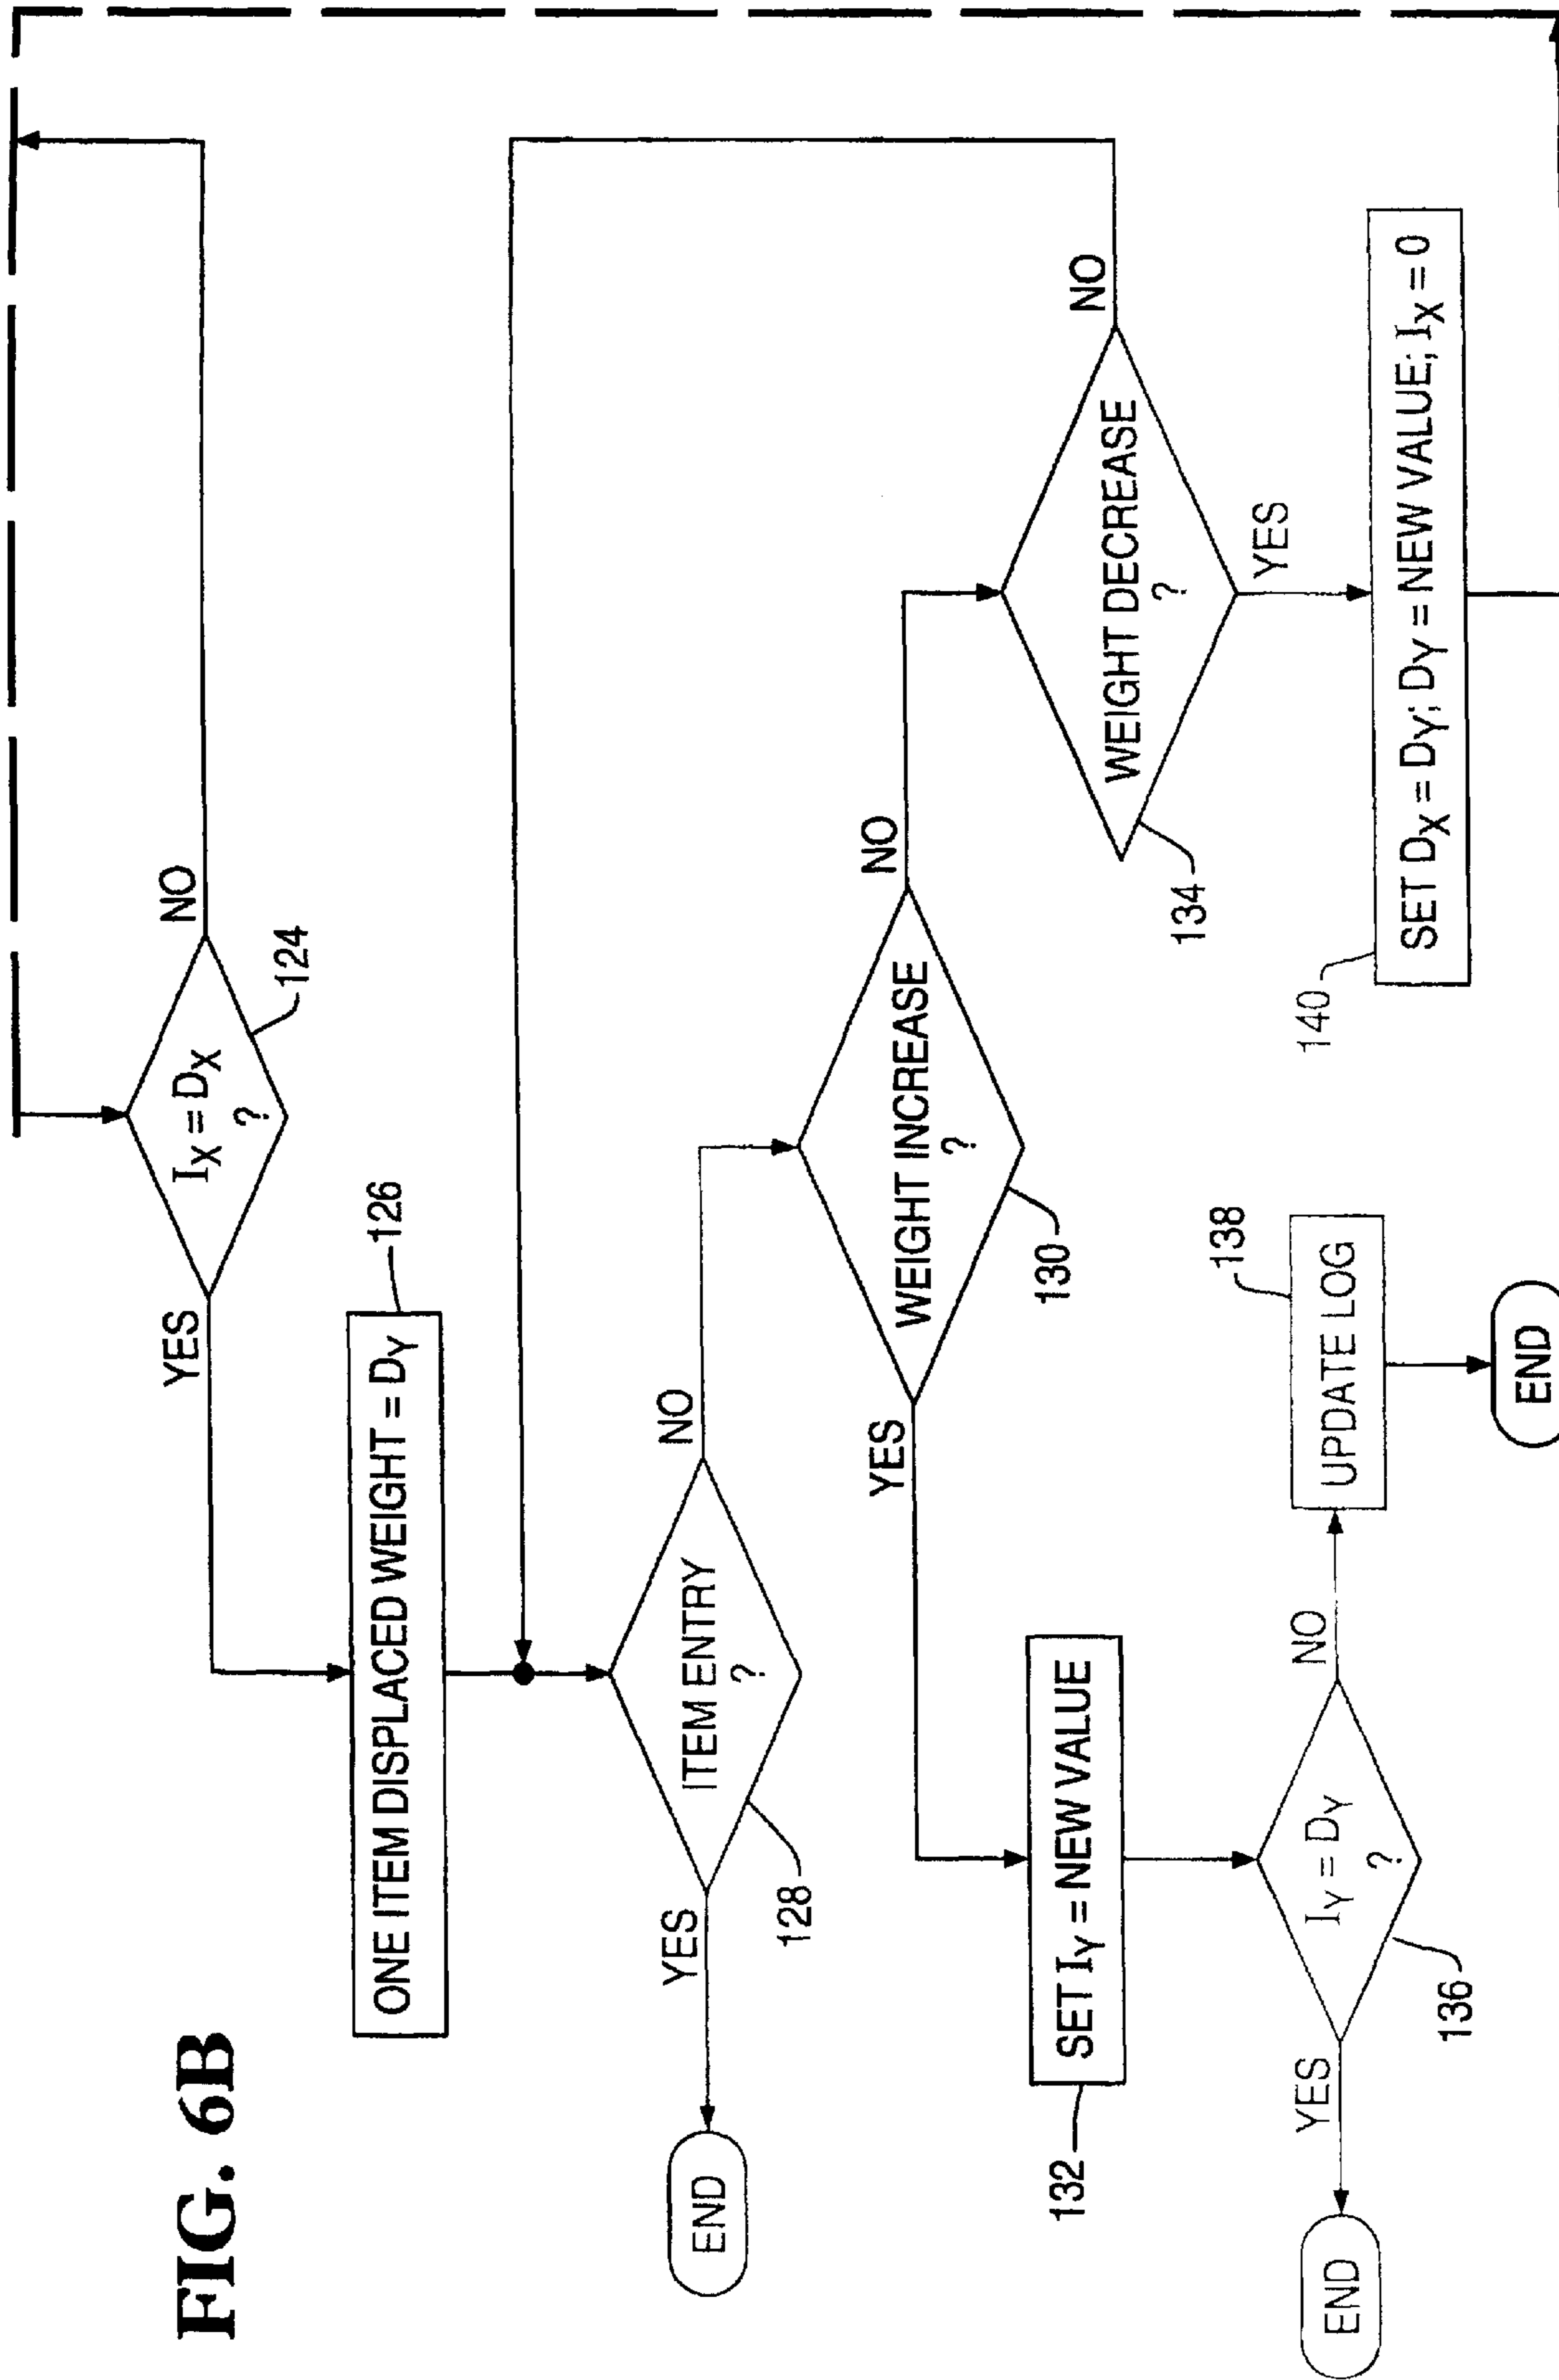 FIG. 6B
I_X = D_X
?
124
YES
NO
ONE ITEM DISPLACED WEIGHT = D_Y
126
ITEM ENTRY
?
128
YES
NO
END
WEIGHT INCREASE
?
130
YES
NO
SET I_Y = NEW VALUE
132
WEIGHT DECREASE
?
134
NO
YES
I_Y = D_Y
?
136
YES
NO
END
UPDATE LOG
138
END
140
SET D_X = D_Y; D_Y = NEW VALUE; I_X = 0